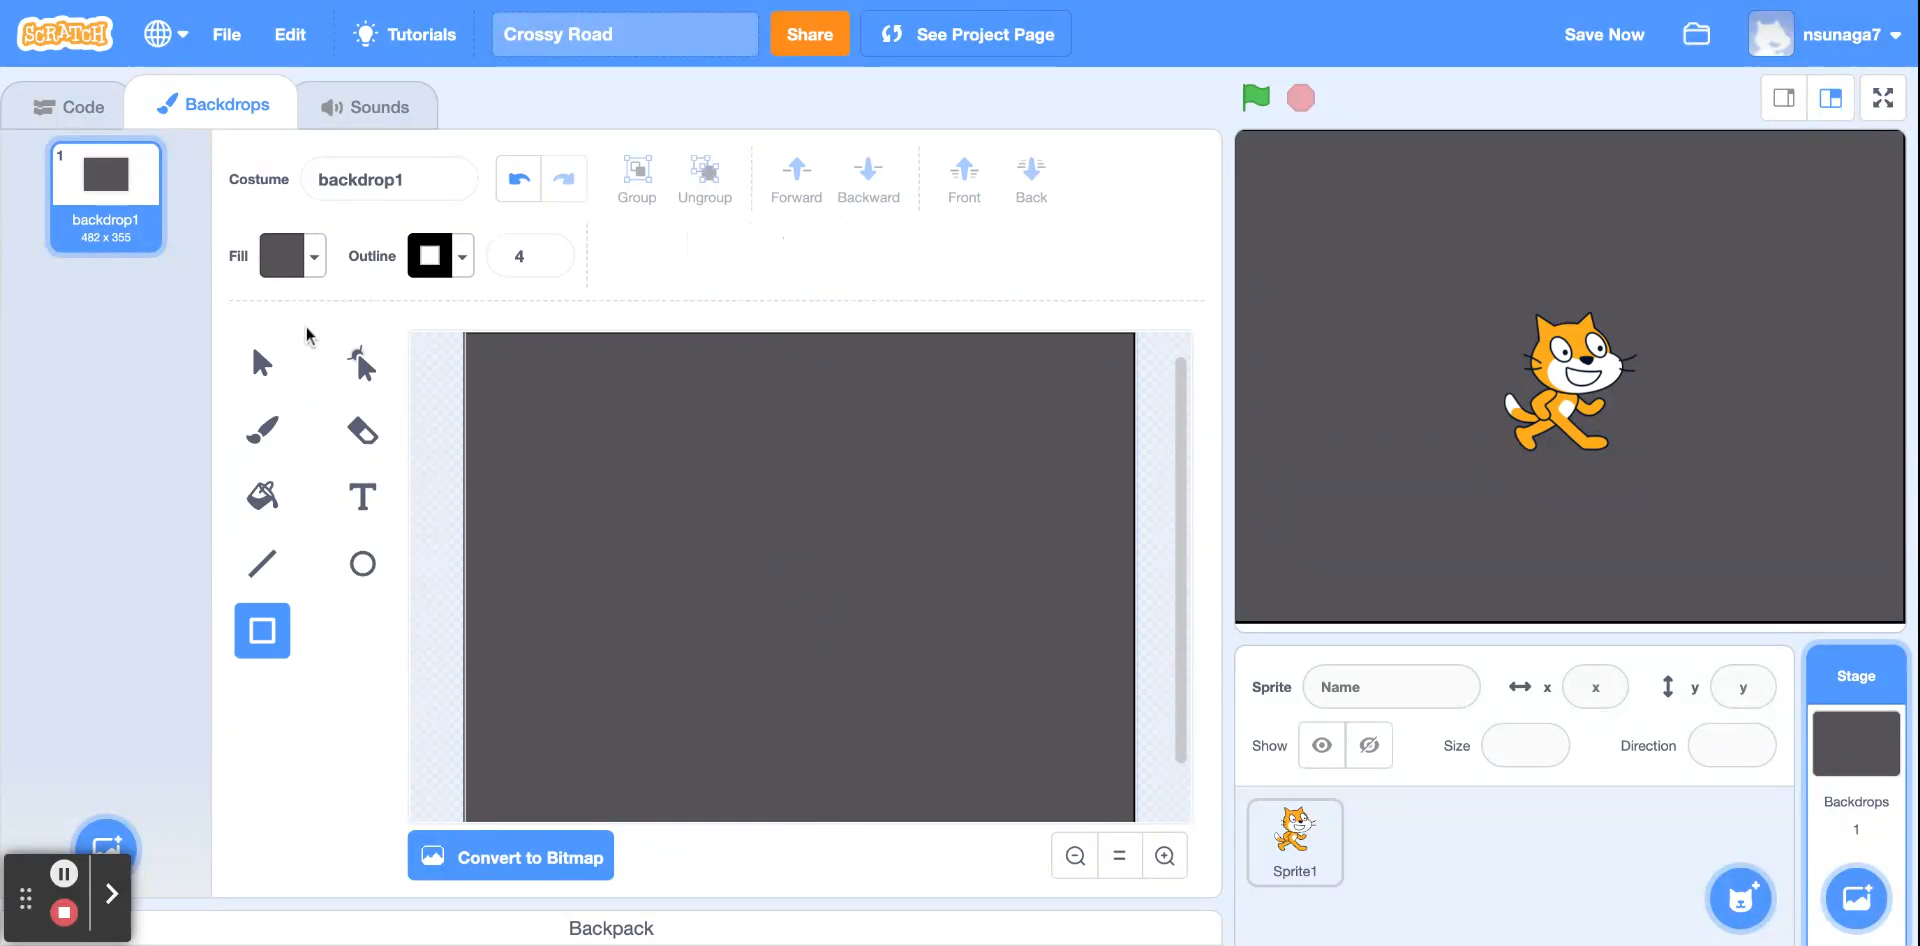 SCRATCH
File
Edit
Tutorials
Crossy Road
Share
See Project Page
Save Now
nsunaga7
Code
Backdrops
Sounds
1
backdrop1
482 x 355
Costume
backdrop1
Group
Ungroup
Forward
Backward
Front
Back
Fill
Outline
4
T
Convert to Bitmap
=
Backpack
Sprite
Name
x
x
y
y
Show
Size
Direction
Sprite1
Stage
Backdrops
1